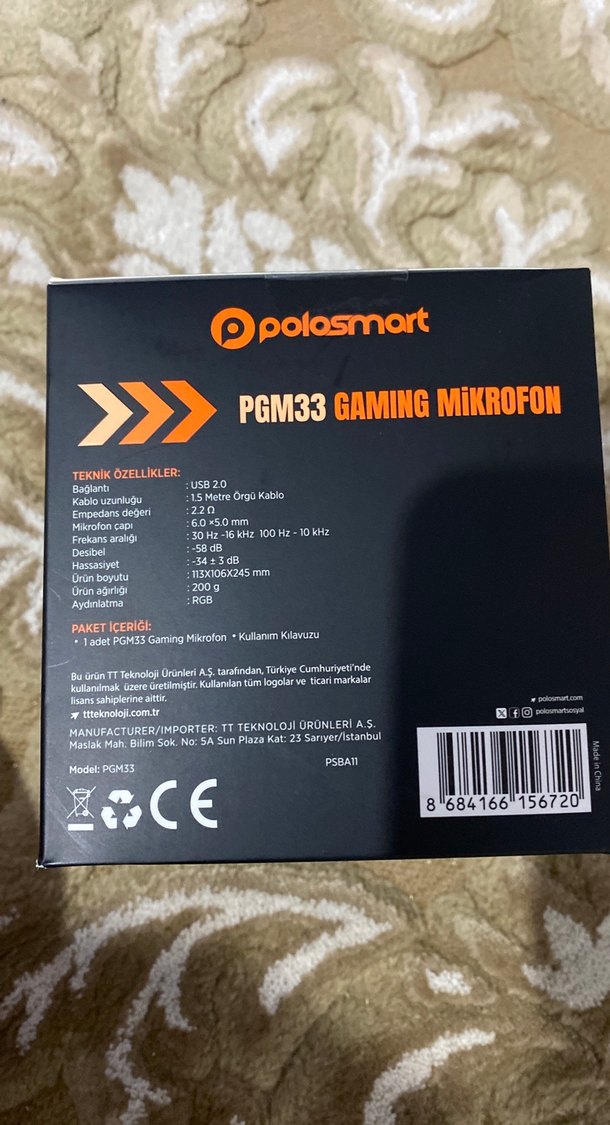 polosmart
PGM33 GAMING MiKROFON
TEKNİK ÖZELLİKLER:
Bağlantı : USB 2.0
Kablo uzunluğu : 1.5 Metre Örgü Kablo
Empedans değeri : 2.2 Ω
Mikrofon çapı : 6.0 ×5.0 mm
Frekans aralığı : 30 Hz -16 kHz 100 Hz - 10 kHz
Desibel : -58 dB
Hassasiyet : -34 ± 3 dB
Ürün boyutu : 113X106X245 mm
Ürün ağırlığı : 200 g
Aydınlatma : RGB
PAKET İÇERİĞİ:
• 1 adet PGM33 Gaming Mikrofon • Kullanım Kılavuzu
Bu ürün TT Teknoloji Ürünleri A.Ş. tarafından, Türkiye Cumhuriyeti'nde
kullanılmak üzere üretilmiştir. Kullanılan tüm logolar ve ticari markalar
lisans sahiplerine aittir.
ttteknoloji.com.tr
MANUFACTURER/IMPORTER: TT TEKNOLOJİ ÜRÜNLERİ A.Ş.
Maslak Mah. Bilim Sok. No: 5A Sun Plaza Kat: 23 Sarıyer/İstanbul
Model: PGM33
PSBA11
CE
polosmart.com
polosmartsosyal
8 684166 156720
Made in China